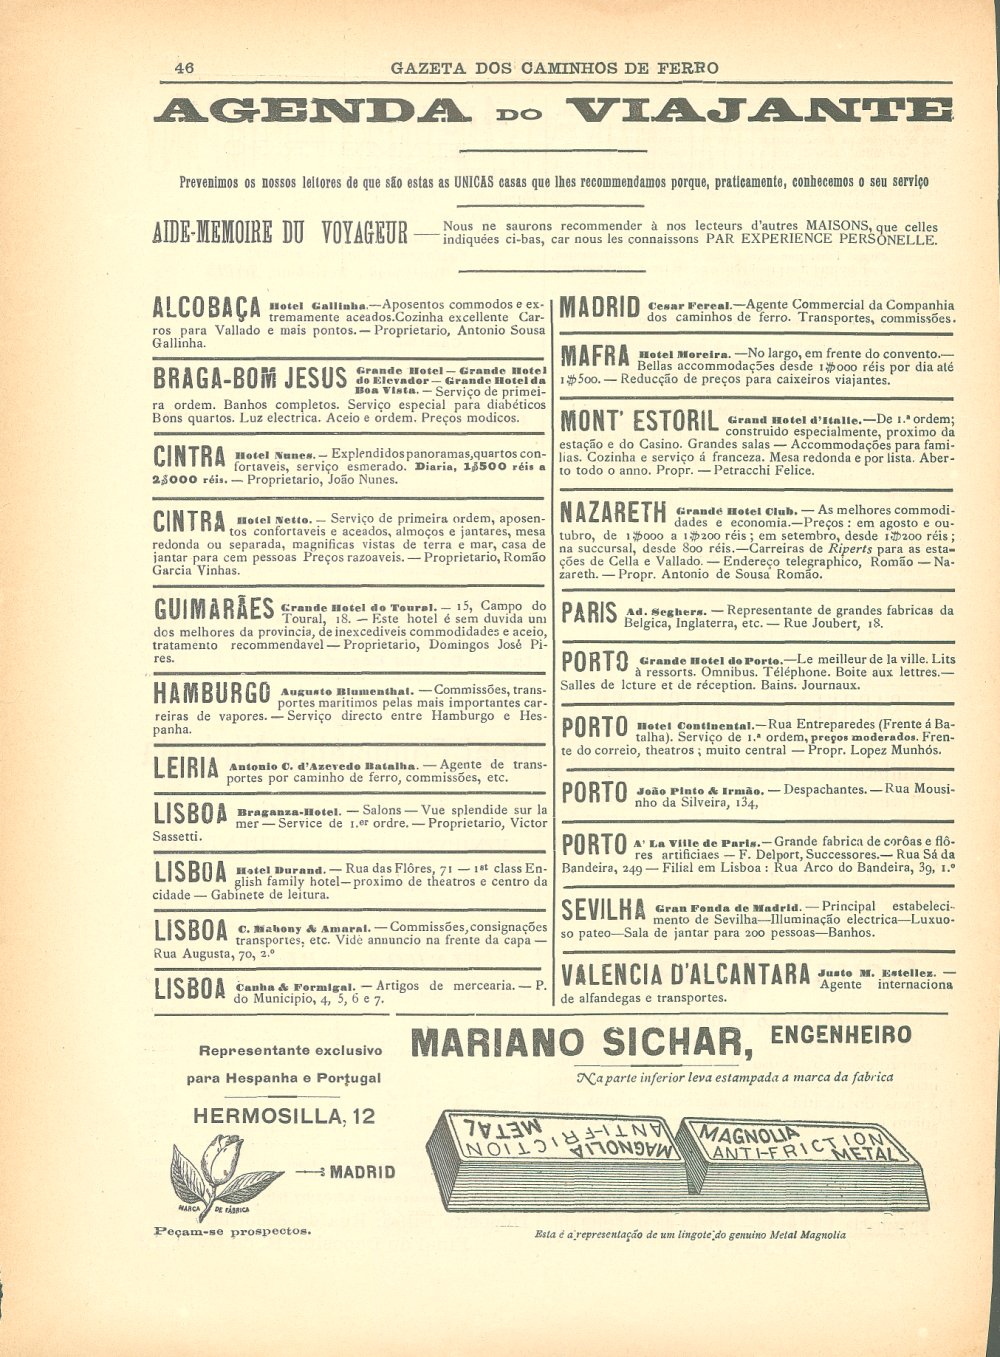 46
GAZETA DOS CAMINHOS DE FERRO
AGENDA DO VIAJANTE
Prevenimos os nossos leitores de que são estas as UNICAS casas que lhes recommendamos porque, praticamente, conhecemos o seu serviço
AIDE-MEMOIRE DU VOYAGEUR — Nous ne saurons recommender à nos lecteurs d'autres MAISONS, que celles
indiquées ci-bas, car nous les connaissons PAR EXPERIENCE PERSONELLE.
ALCOBAÇA Hotel Gallinha.—Aposentos commodos e ex-
tremamente aceados.Cozinha excellente Car-
ros para Vallado e mais pontos. — Proprietario, Antonio Sousa
Gallinha.
BRAGA-BOM JESUS Grande Hotel — Grande Hotel
do Elevador — Grande Hotel da
Boa Vista. — Serviço de primei-
ra ordem. Banhos completos. Serviço especial para diabéticos
Bons quartos. Luz electrica. Aceio e ordem. Preços modicos.
CINTRA Hotel Nunes. — Explendidos panoramas, quartos con-
fortaveis, serviço esmerado. Diaria, 1$500 réis a
2$000 réis. — Proprietario, João Nunes.
CINTRA Hotel Netto. — Serviço de primeira ordem, aposen-
tos confortaveis e aceados, almoços e jantares, mesa
redonda ou separada, magnificas vistas de terra e mar, casa de
jantar para cem pessoas Preços razoaveis. — Proprietario, Romão
Garcia Vinhas.
GUIMARÃES Grande Hotel do Toural. — 15, Campo do
Toural, 18. — Este hotel é sem duvida um
dos melhores da provincia, de inexcediveis commodidades e aceio,
tratamento recommendavel — Proprietario, Domingos José Pi-
res.
HAMBURGO Augusto Blumenthal. — Commissões, trans-
portes maritimos pelas mais importantes car-
reiras de vapores. — Serviço directo entre Hamburgo e Hes-
panha.
LEIRIA Antonio C. d'Azevedo Batalha. — Agente de trans-
portes por caminho de ferro, commissões, etc.
LISBOA Braganza-Hotel. — Salons — Vue splendide sur la
mer — Service de 1.er ordre. — Proprietario, Victor
Sassetti.
LISBOA Hotel Durand. — Rua das Flôres, 71 — 1st class En-
glish family hotel — proximo de theatros e centro da
cidade — Gabinete de leitura.
LISBOA C. Mahony & Amaral. — Commissões, consignações
transportes, etc. Vidè annuncio na frente da capa —
Rua Augusta, 70, 2.º
LISBOA Canha & Formigal. — Artigos de mercearia. — P.
do Municipio, 4, 5, 6 e 7.
MADRID Cesar Fereal.—Agente Commercial da Companhia
dos caminhos de ferro. Transportes, commissões.
MAFRA Hotel Moreira. —No largo, em frente do convento.—
Bellas accommodações desde 1$000 réis por dia até
1$500. — Reducção de preços para caixeiros viajantes.
MONT' ESTORIL Grand Hotel d'Italie.—De 1.ª ordem;
construido especialmente, proximo da
estação e do Casino. Grandes salas — Accommodações para fami-
lias. Cozinha e serviço á franceza. Mesa redonda e por lista. Aber-
to todo o anno. Propr. — Petracchi Felice.
NAZARETH Grande Hotel Club. — As melhores commodi-
dades e economia.—Preços : em agosto e ou-
tubro, de 1$000 a 1$200 réis ; em setembro, desde 1$200 réis ;
na succursal, desde 800 réis.—Carreiras de Riperts para as esta-
ções de Cella e Vallado. — Endereço telegraphico, Romão — Na-
zareth. — Propr. Antonio de Sousa Romão.
PARIS Ad. Seghers. — Representante de grandes fabricas da
Belgica, Inglaterra, etc. — Rue Joubert, 18.
PORTO Grande Hotel do Porto.—Le meilleur de la ville. Lits
à ressorts. Omnibus. Téléphone. Boite aux lettres.—
Salles de lcture et de réception. Bains. Journaux.
PORTO Hotel Continental.—Rua Entreparedes (Frente á Ba-
talha). Serviço de 1.ª ordem, preços moderados. Fren-
te do correio, theatros ; muito central — Propr. Lopez Munhós.
PORTO João Pinto & Irmão. — Despachantes. — Rua Mousi-
nho da Silveira, 134,
PORTO A' La Ville de Paris.—Grande fabrica de corôas e flô-
res artificiaes — F. Delport, Successores.— Rua Sá da
Bandeira, 249 — Filial em Lisboa : Rua Arco do Bandeira, 39, 1.º
SEVILHA Gran Fonda de Madrid. — Principal estabeleci-
mento de Sevilha—Illuminação electrica—Luxuo-
so pateo—Sala de jantar para 200 pessoas—Banhos.
VALENCIA D'ALCANTARA Justo M. Estellez. —
Agente internaciona
de alfandegas e transportes.
Representante exclusivo
para Hespanha e Portugal
HERMOSILLA, 12
MADRID
MARCA DE FÁBRICA
Peçam-se prospectos.
MARIANO SICHAR, ENGENHEIRO
Na parte inferior leva estampada a marca da fabrica
MAGNOLIA
ANTI-FRICTION
METAL
MAGNOLIA
ANTI-FRICTION
METAL
Esta é a representação de um lingote do genuino Metal Magnolia